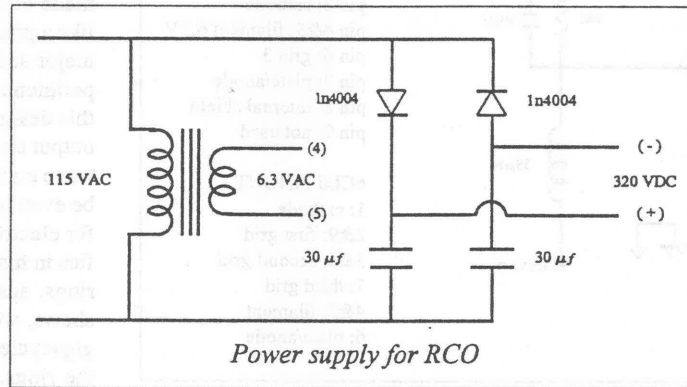 1n4004
1n4004
(4)
(-)
115 VAC
6.3 VAC
320 VDC
(5)
(+)
30 μf
30 μf
Power supply for RCO